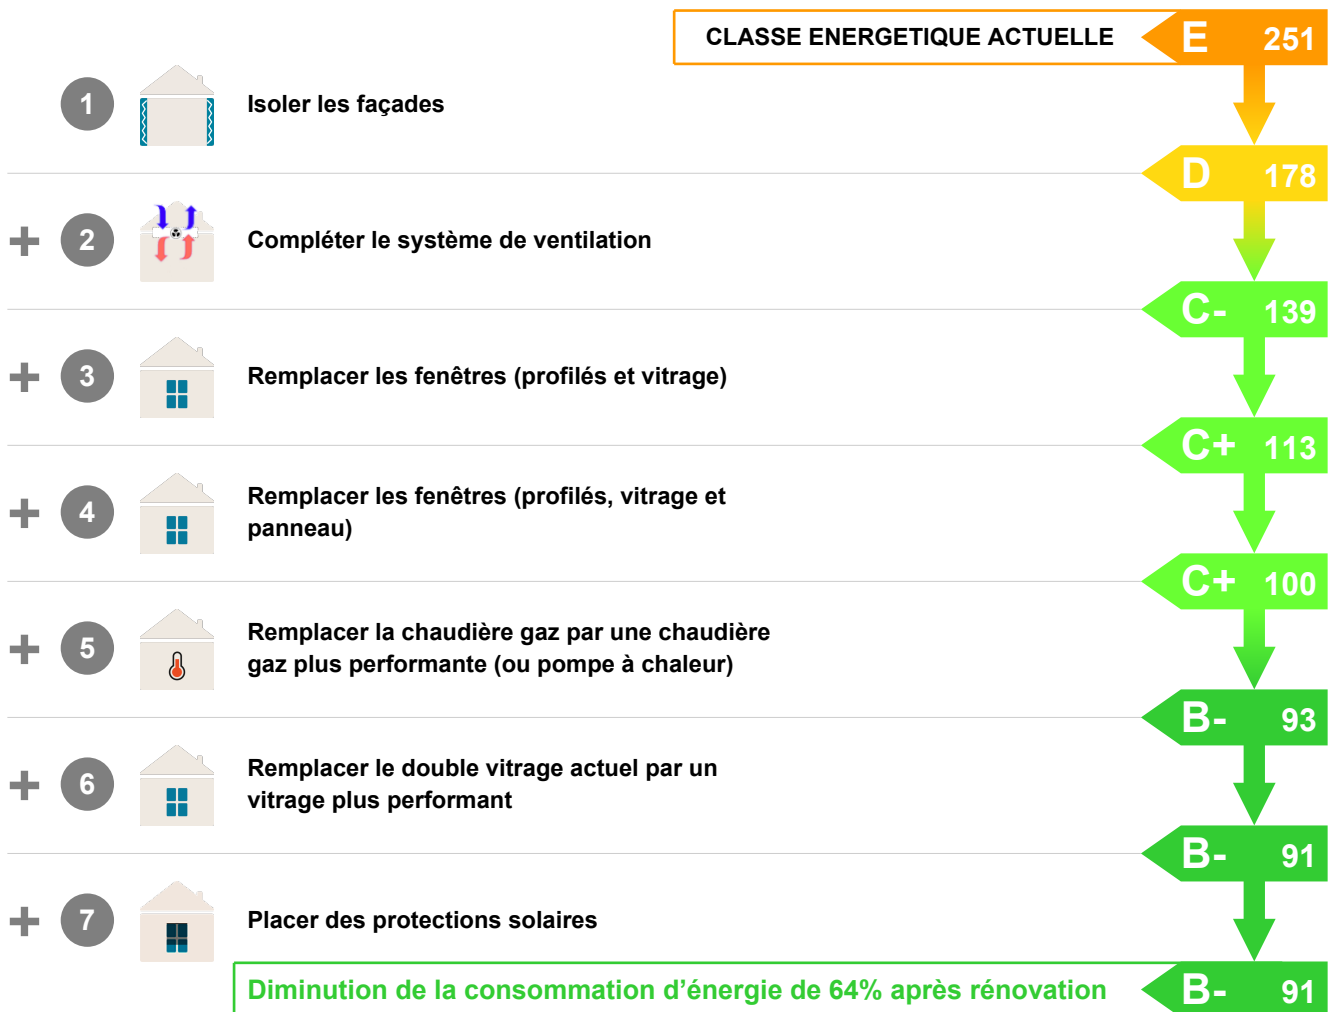 CLASSE ENERGETIQUE ACTUELLE E 251
1 Isoler les façades
D 178
+ 2 Compléter le système de ventilation
C- 139
+ 3 Remplacer les fenêtres (profilés et vitrage)
C+ 113
+ 4 Remplacer les fenêtres (profilés, vitrage et
panneau)
C+ 100
+ 5 Remplacer la chaudière gaz par une chaudière
gaz plus performante (ou pompe à chaleur)
B- 93
+ 6 Remplacer le double vitrage actuel par un
vitrage plus performant
B- 91
+ 7 Placer des protections solaires
Diminution de la consommation d’énergie de 64% après rénovation B- 91